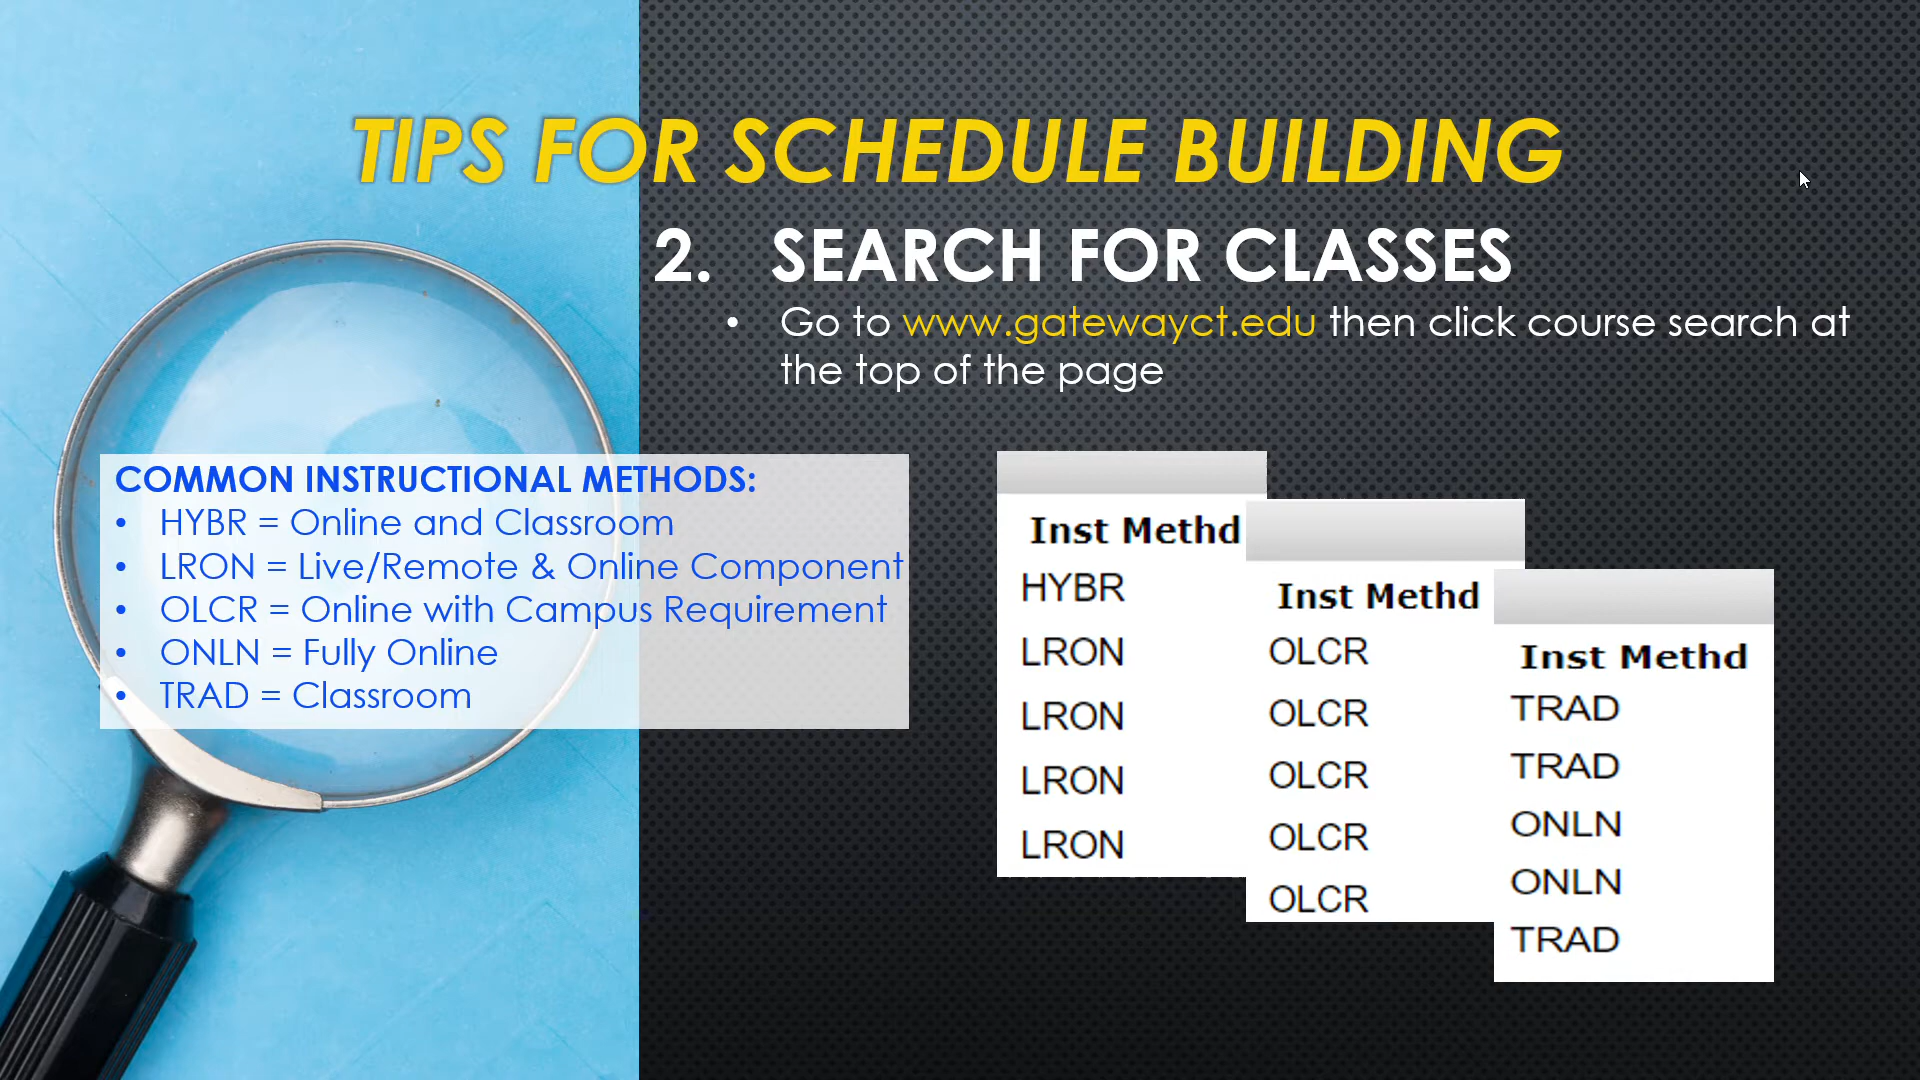 TIPS FOR SCHEDULE BUILDING
2. SEARCH FOR CLASSES
• Go to www.gatewayct.edu then click course search at
the top of the page
COMMON INSTRUCTIONAL METHODS:
• HYBR = Online and Classroom
• LRON = Live/Remote & Online Component
• OLCR = Online with Campus Requirement
• ONLN = Fully Online
• TRAD = Classroom
Inst Methd
HYBR
LRON
LRON
LRON
LRON
Inst Methd
OLCR
OLCR
OLCR
OLCR
OLCR
Inst Methd
TRAD
TRAD
ONLN
ONLN
TRAD